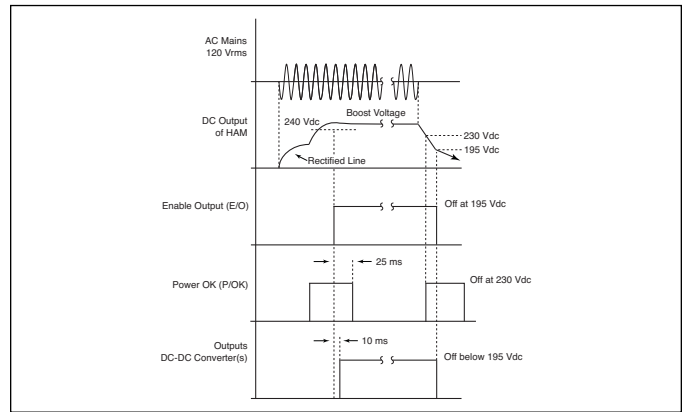 AC Mains
120 Vrms
Boost Voltage
240 Vdc
DC Output
of HAM
230 Vdc
195 Vdc
Rectified Line
Enable Output (E/O)
Off at 195 Vdc
25 ms
Power OK (P/OK)
Off at 230 Vdc
10 ms
Outputs
DC-DC Converter(s)
Off below 195 Vdc